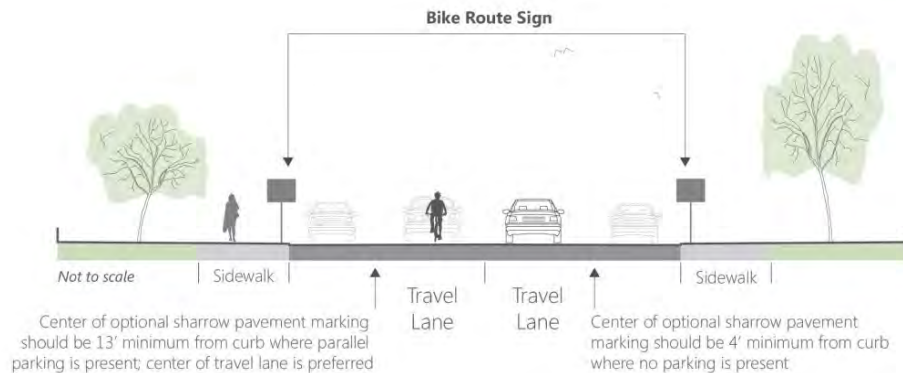 Bike Route Sign
Not to scale
Sidewalk
Travel
Lane
Travel
Lane
Sidewalk
Center of optional sharrow pavement marking
should be 13' minimum from curb where parallel
parking is present; center of travel lane is preferred
Center of optional sharrow pavement
marking should be 4' minimum from curb
where no parking is present